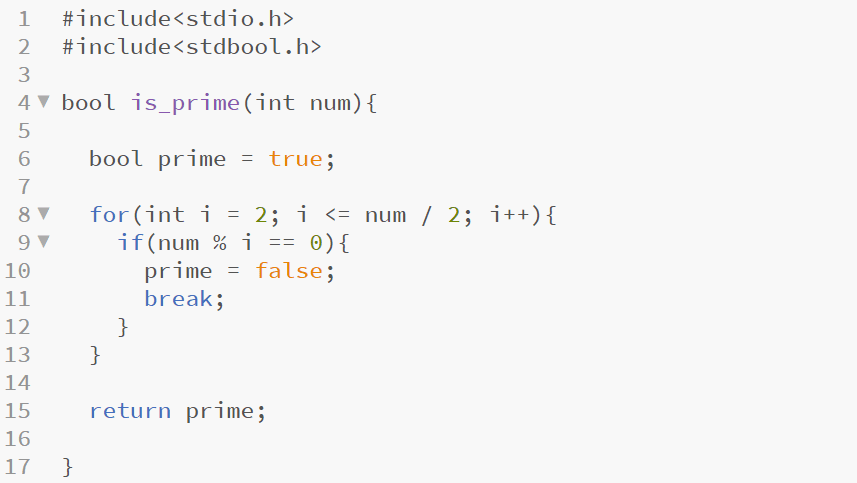 1 #include<stdio.h>
2 #include<stdbool.h>
3
4 bool is_prime(int num){
5
6   bool prime = true;
7
8   for(int i = 2; i <= num / 2; i++){
9     if(num % i == 0){
10       prime = false;
11       break;
12     }
13   }
14
15   return prime;
16
17 }